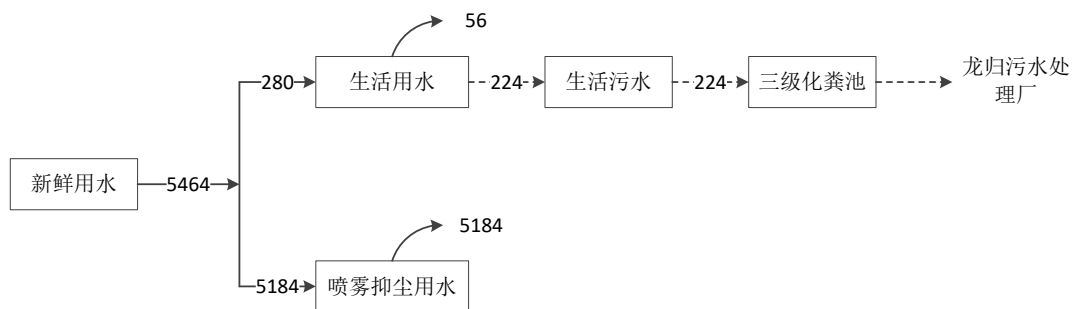 56
280
生活用水
224
生活污水
224
三级化粪池
龙归污水处
理厂
新鲜用水
5464
5184
5184
喷雾抑尘用水